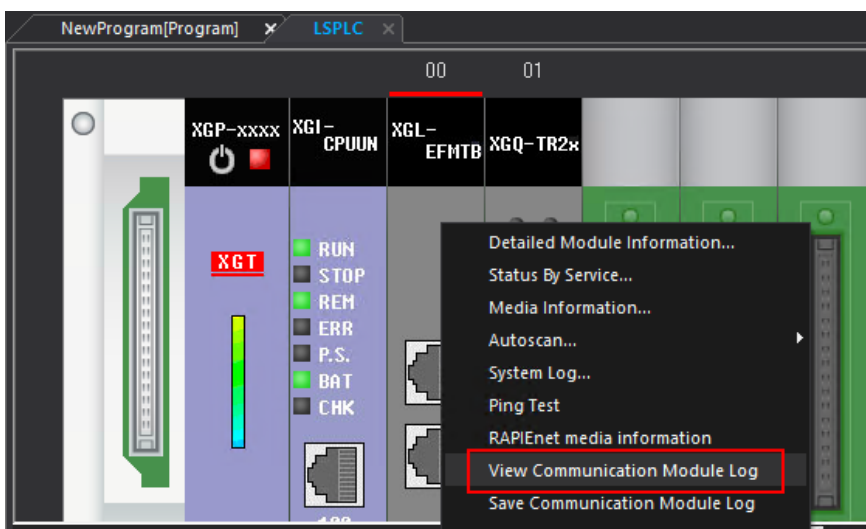 NewProgram[Program] ×
LSPLC ×
00
01
XGP-xxxx
XGI-
CPUUN
XGL-
EFMTB
XGQ-TR2x
XGT
RUN
STOP
REM
ERR
P.S.
BAT
CHK
Detailed Module Information...
Status By Service...
Media Information...
Autoscan...
System Log...
Ping Test
RAPIEnet media information
View Communication Module Log
Save Communication Module Log